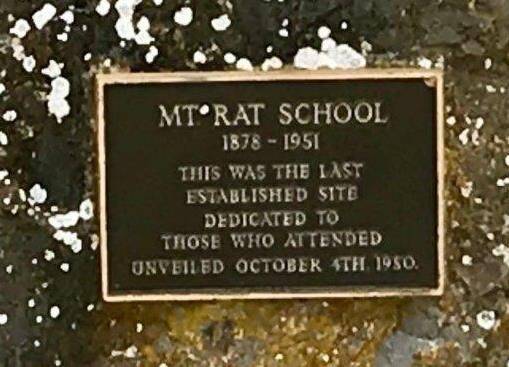 MT. RAT SCHOOL
1878 - 1951
THIS WAS THE LAST
ESTABLISHED SITE
DEDICATED TO
THOSE WHO ATTENDED
UNVEILED OCTOBER 4TH, 1980.